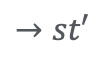 → st′